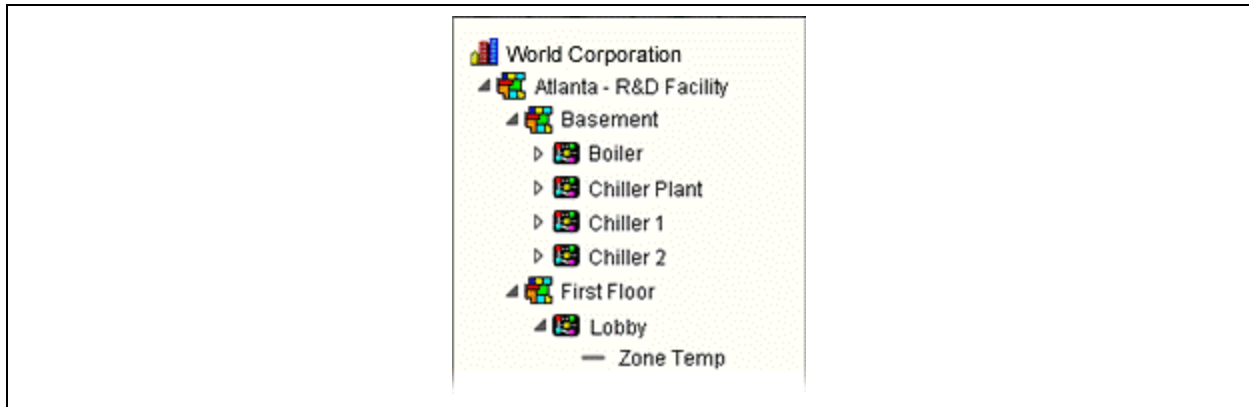 World Corporation
Atlanta - R&D Facility
Basement
Boiler
Chiller Plant
Chiller 1
Chiller 2
First Floor
Lobby
Zone Temp